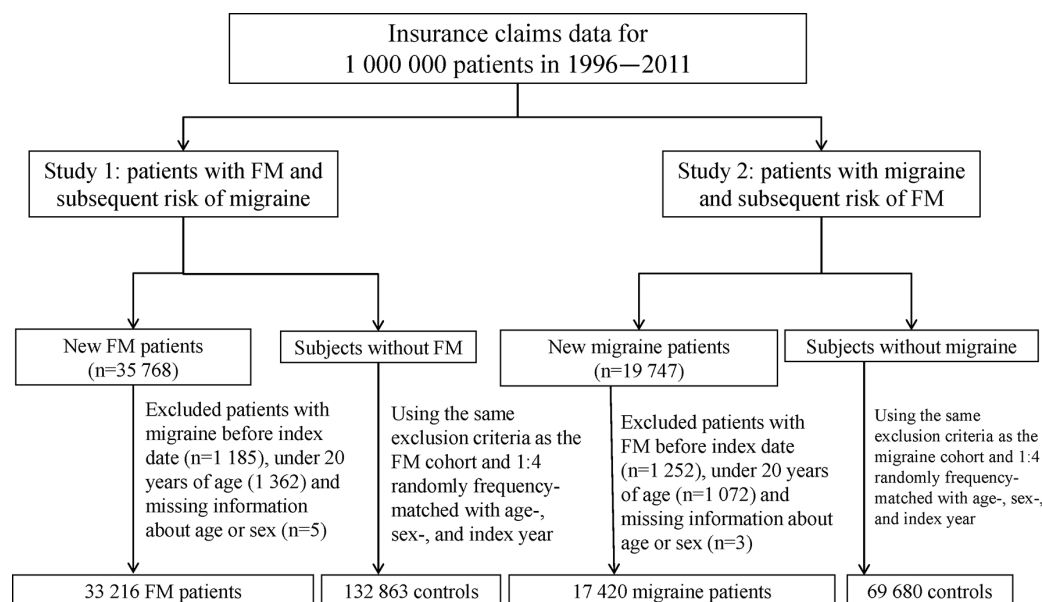 Insurance claims data for
1 000 000 patients in 1996—2011
Study 1: patients with FM and
subsequent risk of migraine
Study 2: patients with migraine
and subsequent risk of FM
New FM patients
(n=35 768)
Subjects without FM
New migraine patients
(n=19 747)
Subjects without migraine
Excluded patients with
migraine before index
date (n=1 185), under 20
years of age (1 362) and
missing information
about age or sex (n=5)
Using the same
exclusion criteria as the
FM cohort and 1:4
randomly frequency-
matched with age-,
sex-, and index year
Excluded patients with
FM before index date
(n=1 252), under 20 years
of age (n=1 072) and
missing information about
age or sex (n=3)
Using the same
exclusion criteria as the
migraine cohort and 1:4
randomly frequency-
matched with age-, sex-,
and index year
33 216 FM patients
132 863 controls
17 420 migraine patients
69 680 controls